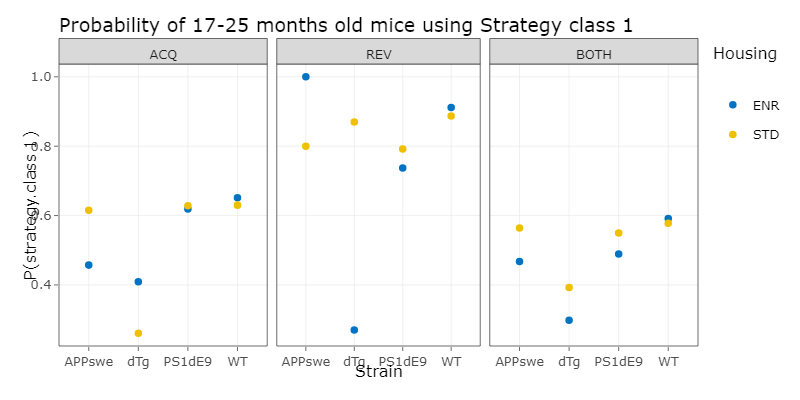 Probability of 17-25 months old mice using Strategy class 1
ACQ
REV
BOTH
Housing
ENR
STD
1.0
0.8
0.6
0.4
P(strategy.class.1)
APPswe dTg PS1dE9 WT
APPswe dTg PS1dE9 WT
APPswe dTg PS1dE9 WT
Strain